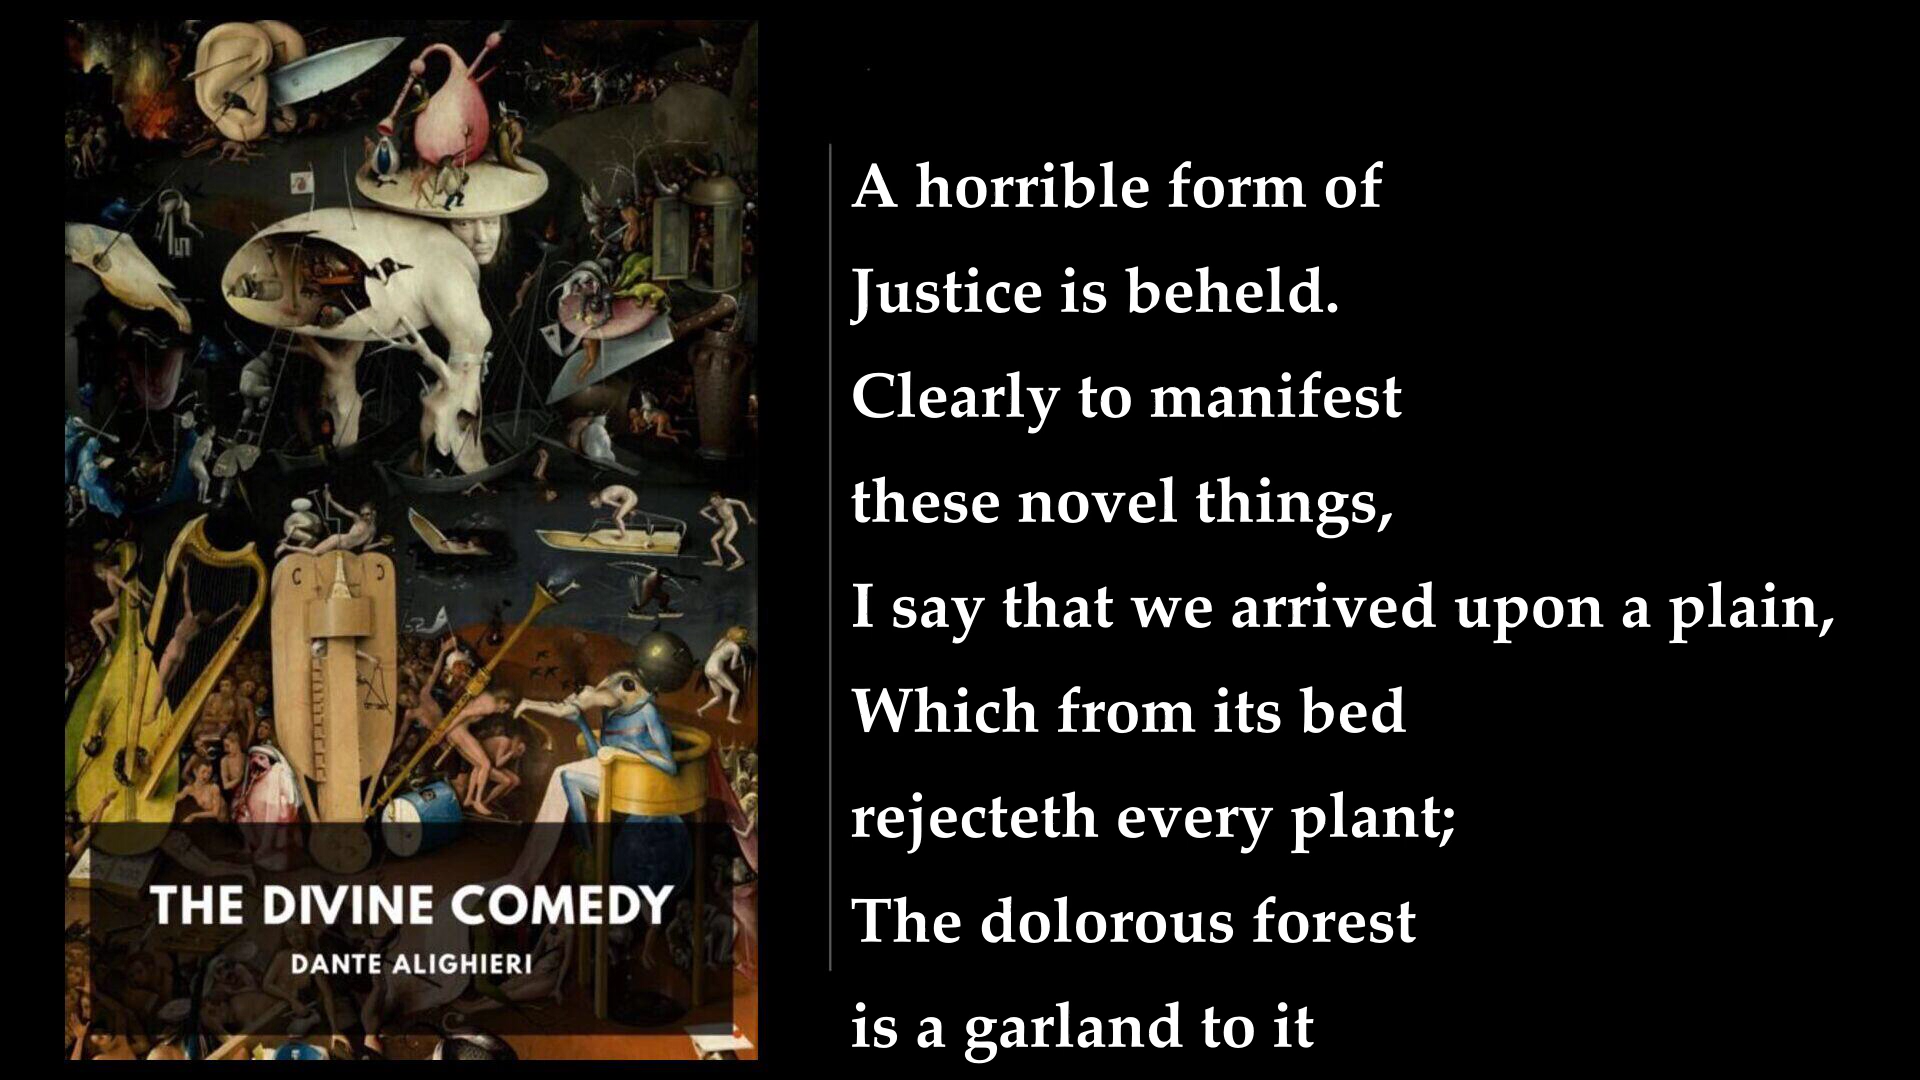 A horrible form of
Justice is beheld.
Clearly to manifest
these novel things,
I say that we arrived upon a plain,
Which from its bed
rejecteth every plant;
The dolorous forest
is a garland to it
THE DIVINE COMEDY
DANTE ALIGHIERI